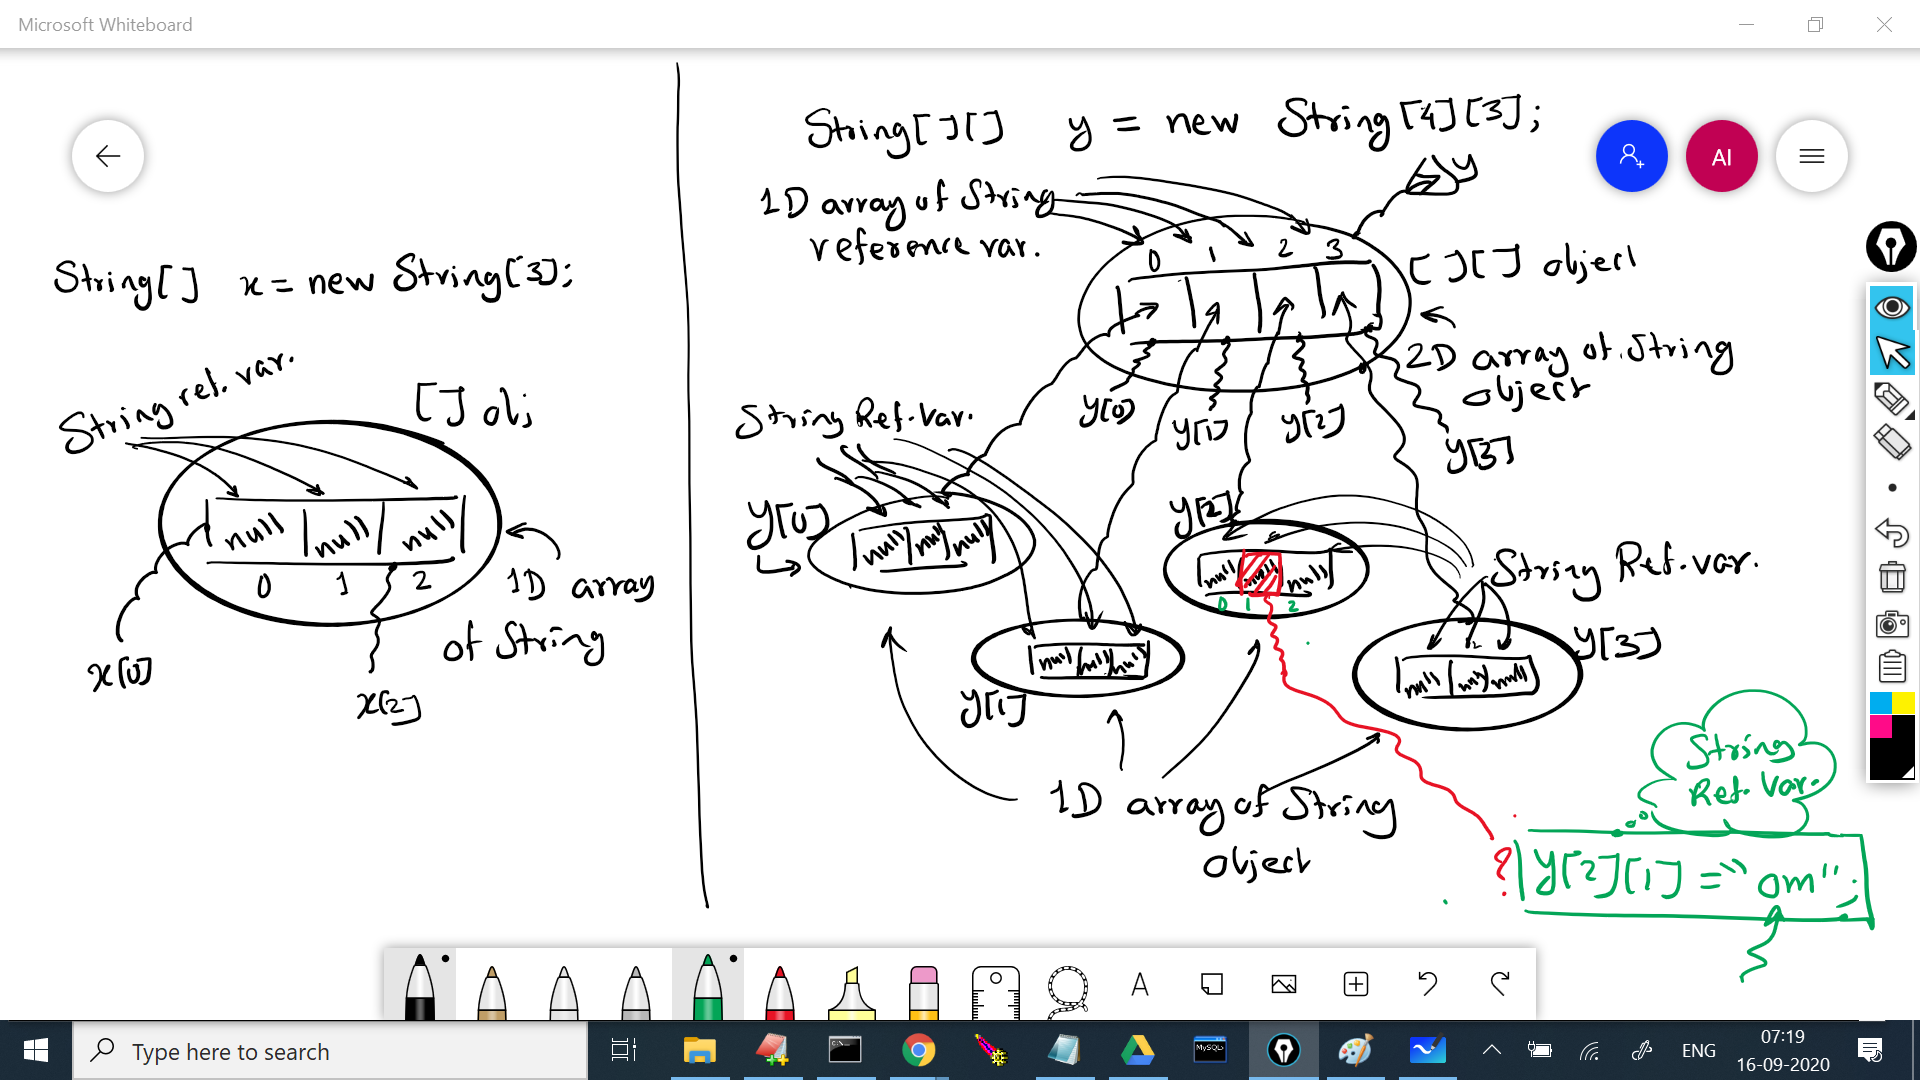 Microsoft Whiteboard
String[] x = new String[3];
String ref. var.
[] obj
null null null
0 1 2
1D array
of String
x[0]
x[2]
String[][] y = new String[4][3];
y
1D array of String
reference var.
0 1 2 3
[][] object
2D array of String
object
y[0]
y[1]
y[2]
y[3]
String Ref. Var.
y[0]
null null null
y[1]
null null null
y[2]
null null null
0 1 2
String Ref. var.
y[3]
null null null
1D array of String
object
String
Ref. Var.
? y[2][1] = "om";
AI
A
Type here to search
MySQL
ENG
07:19
16-09-2020